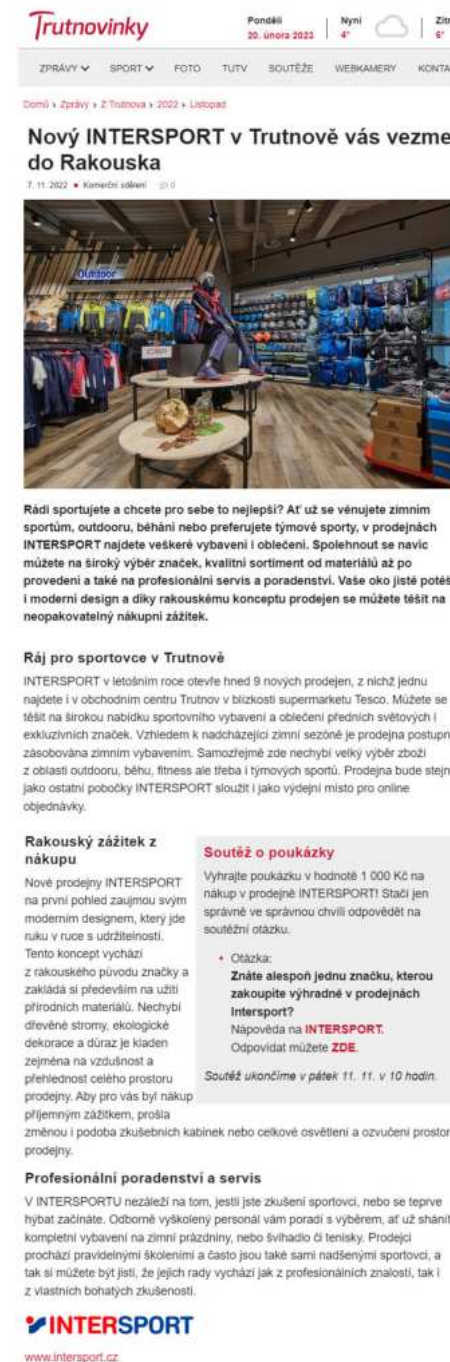 Trutnovinky
Pondělí
20. února 2023
Nyní
4°
6°
ZPRÁVY SPORT FOTO TUTV SOUTĚŽE WEBKAMERY
Domů › Zprávy › Z Trutnova › 2022 › Listopad
Nový INTERSPORT v Trutnově vás vezme
do Rakouska
7. 11. 2022 • Komerční sdělení 0
Outdoor
Rádi sportujete a chcete pro sebe to nejlepší? Ať už se věnujete zimním
sportům, outdooru, běhání nebo preferujete týmové sporty, v prodejnách
INTERSPORT najdete veškeré vybavení i oblečení. Spolehnout se navíc
můžete na široký výběr značek, kvalitní sortiment od materiálů až po
provedení a také na profesionální servis a poradenství. Vaše oko jistě potěš
i moderní design a díky rakouskému konceptu prodejen se můžete těšit na
neopakovatelný nákupní zážitek.
Ráj pro sportovce v Trutnově
INTERSPORT v letošním roce otevře hned 9 nových prodejen, z nichž jednu
najdete i v obchodním centru Trutnov v blízkosti supermarketu Tesco. Můžete se
těšit na širokou nabídku sportovního vybavení a oblečení předních světových i
exkluzivních značek. Vzhledem k nadcházející zimní sezóně je prodejna postupn
zásobována zimním vybavením. Samozřejmě zde nechybí velký výběr zboží
z oblasti outdooru, běhu, fitness ale třeba i týmových sportů. Prodejna bude stejn
jako ostatní pobočky INTERSPORT sloužit i jako výdejní místo pro online
objednávky.
Rakouský zážitek z
nákupu
Nové prodejny INTERSPORT
na první pohled zaujmou svým
moderním designem, který jde
ruku v ruce s udržitelností.
Tento koncept vychází
z rakouského původu značky a
zakládá si především na užití
přírodních materiálů. Nechybí
dřevěné stromy, ekologické
dekorace a důraz je kladen
zejména na vzdušnost a
přehlednost celého prostoru
prodejny. Aby pro vás byl nákup
příjemným zážitkem, prošla
změnou i podoba zkušebních kabinek nebo celkové osvětlení a ozvučení prostor
prodejny.
Soutěž o poukázky
Vyhrajte poukázku v hodnotě 1 000 Kč na
nákup v prodejně INTERSPORT! Stačí jen
správně ve správnou chvíli odpovědět na
soutěžní otázku.
• Otázka:
Znáte alespoň jednu značku, kterou
zakoupíte výhradně v prodejnách
Intersport?
Nápověda na INTERSPORT.
Odpovídat můžete ZDE.
Soutěž ukončíme v pátek 11. 11. v 10 hodin.
Profesionální poradenství a servis
V INTERSPORTU nezáleží na tom, jestli jste zkušení sportovci, nebo se teprve
hýbat začínáte. Odborně vyškolený personál vám poradí s výběrem, ať už shánít
kompletní vybavení na zimní prázdniny, nebo švihadlo či tenisky. Prodejci
prochází pravidelnými školeními a často jsou také sami nadšenými sportovci, a
tak si můžete být jisti, že jejich rady vychází jak z profesionálních znalostí, tak i
z vlastních bohatých zkušeností.
INTERSPORT
www.intersport.cz